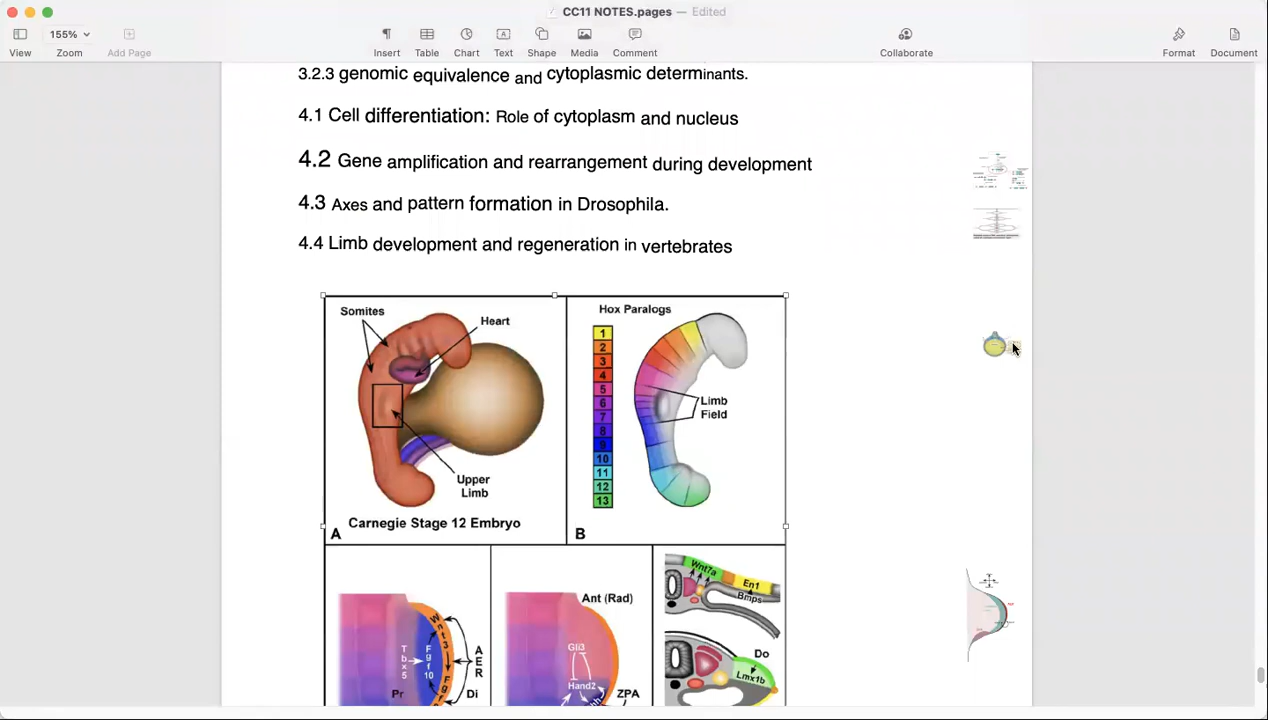 CC11 NOTES.pages — Edited
155%
View
Zoom
Add Page
Insert
Table
Chart
Text
Shape
Media
Comment
Collaborate
Format
Document
3.2.3 genomic equivalence and cytoplasmic determinants.
4.1 Cell differentiation: Role of cytoplasm and nucleus
4.2 Gene amplification and rearrangement during development
4.3 Axes and pattern formation in Drosophila.
4.4 Limb development and regeneration in vertebrates
Somites
Heart
Upper
Limb
Carnegie Stage 12 Embryo
A
Hox Paralogs
1
2
3
4
5
6
7
8
9
10
11
12
13
Limb
Field
B
Wnt3
Tbx5
Fgf10
AER
Pr
Di
Ant (Rad)
Gli3
Hand2
ZPA
Wnt7a
En1
Bmps
Do
Lmx1b